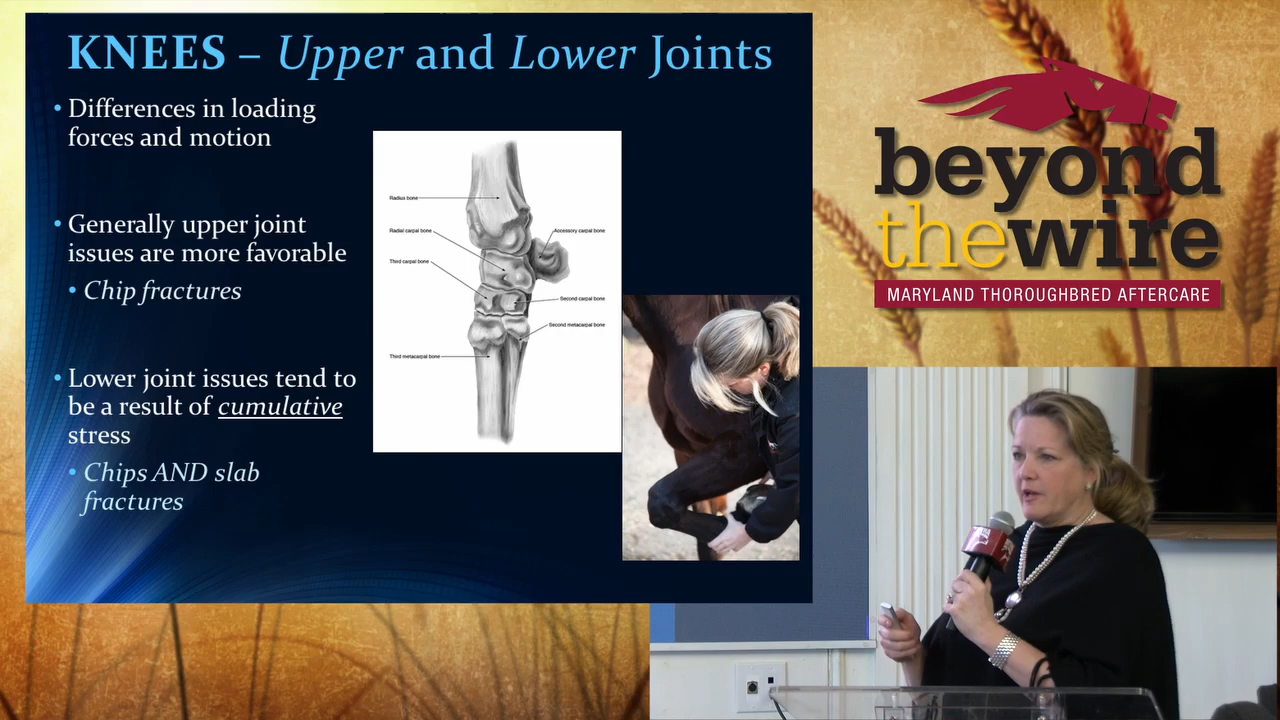 KNEES – Upper and Lower Joints
• Differences in loading
forces and motion
• Generally upper joint
issues are more favorable
• Chip fractures
• Lower joint issues tend to
be a result of cumulative
stress
• Chips AND slab
fractures
Radius bone
Radial carpal bone
Accessory carpal bone
Third carpal bone
Second carpal bone
Second metacarpal bone
Third metacarpal bone
beyond
thewire
MARYLAND THOROUGHBRED AFTERCARE